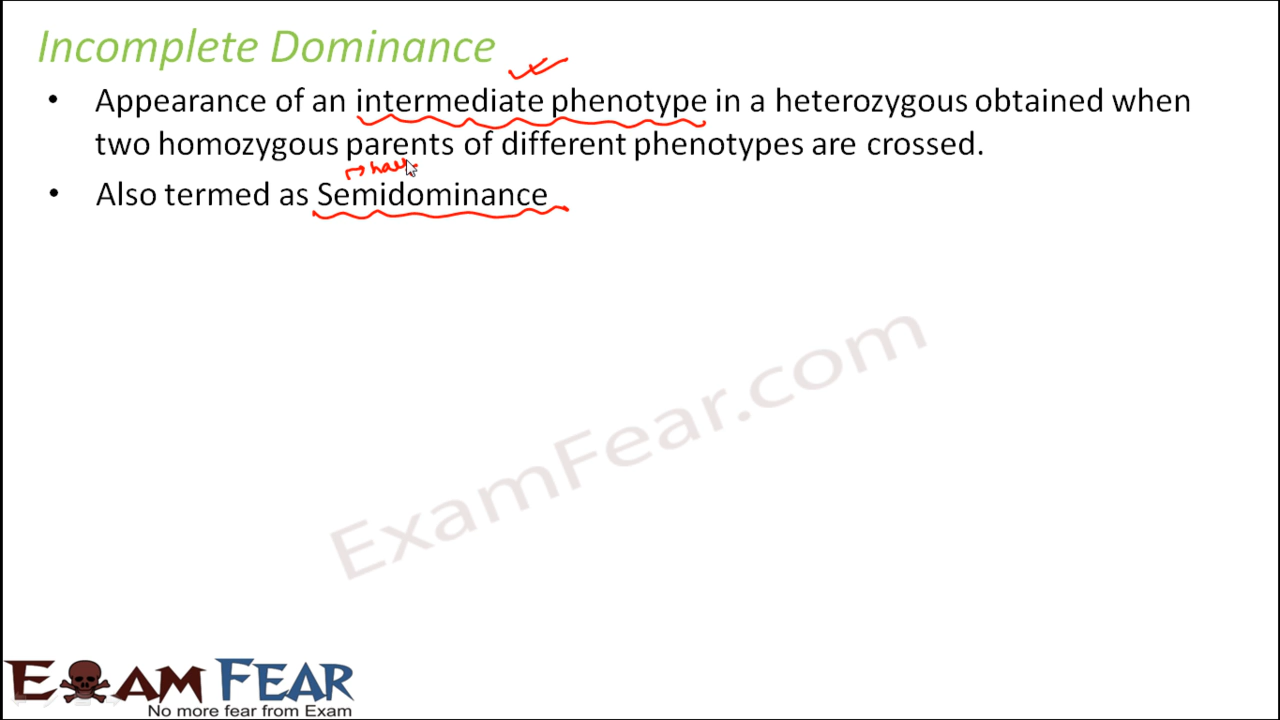 Incomplete Dominance
• Appearance of an intermediate phenotype in a heterozygous obtained when
two homozygous parents of different phenotypes are crossed.
• Also termed as Semidominance
ExamFear.com
EXAM FEAR
No more fear from Exam